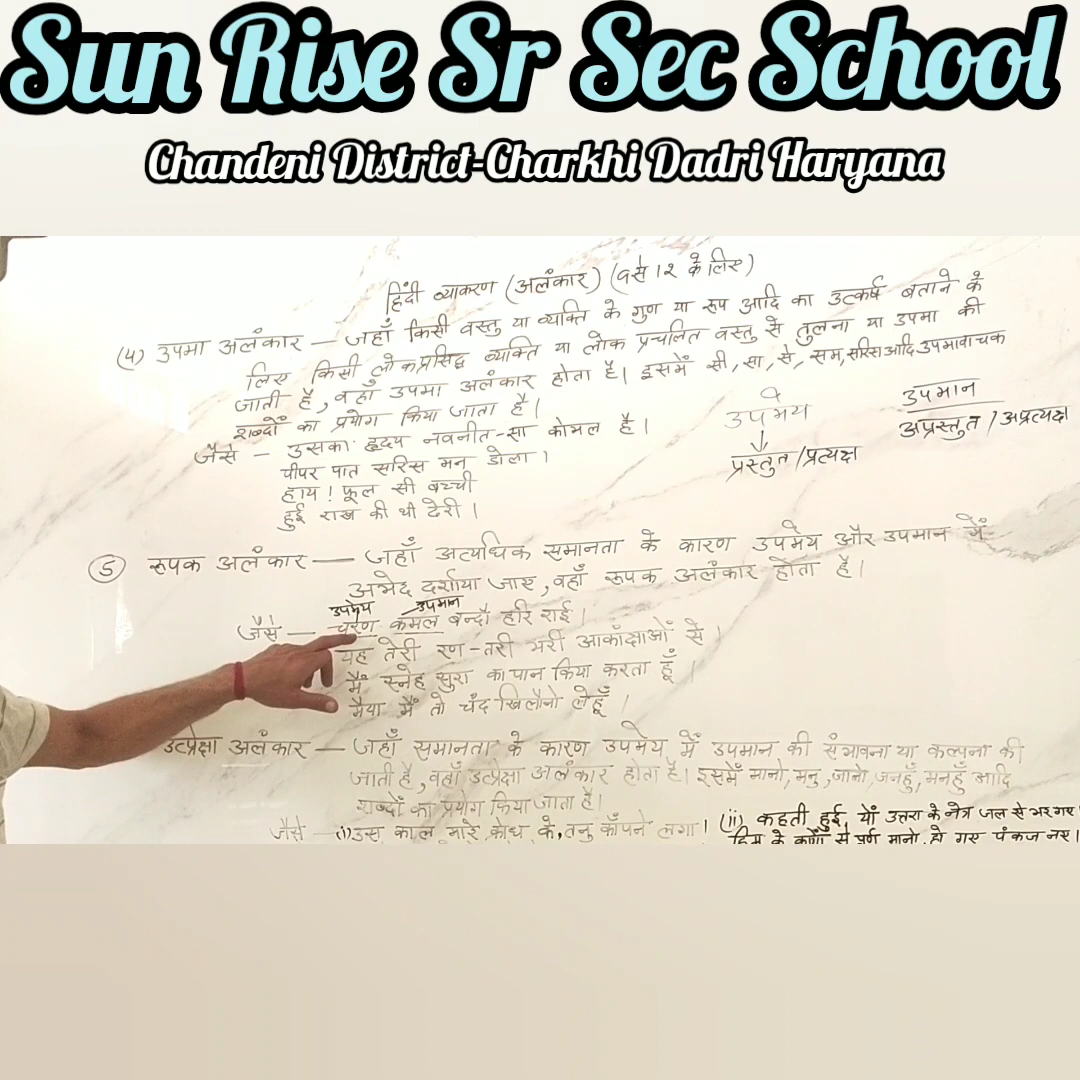 Sun Rise Sr Sec School
Chandeni District-Charkhi Dadri Haryana
हिंदी व्याकरण (अलंकार) (9से 12 के लिए)
(4) उपमा अलंकार — जहाँ किसी वस्तु या व्यक्ति के गुण या रूप आदि का उत्कर्ष बताने के
लिए किसी लोकप्रसिद्ध व्यक्ति या लोक प्रचलित वस्तु से तुलना या उपमा की
जाती है, वहाँ उपमा अलंकार होता है। इसमें सी, सा, से, सम, सरिस आदि उपमावाचक
शब्दों का प्रयोग किया जाता है।
जैसे – उसका हृदय नवनीत-सा कोमल है।
पीपर पात सरिस मन डोला।
हाय! फूल सी बच्ची
हुई राख की थी ढेरी।
उपमेय
↓
प्रस्तुत/प्रत्यक्ष
उपमान
अप्रस्तुत/अप्रत्यक्ष
(5) रूपक अलंकार — जहाँ अत्यधिक समानता के कारण उपमेय और उपमान में
अभेद दर्शाया जाए, वहाँ रूपक अलंकार होता है।
उपमेय उपमान
जैसे — चरण कमल बन्दौ हरि राई।
यह तेरी रण-तरी भरी आकाँक्षाओं से।
मैं स्नेह सुरा का पान किया करता हूँ।
मैया मैं तो चँद खिलौनो लेहूँ।
उत्प्रेक्षा अलंकार — जहाँ समानता के कारण उपमेय में उपमान की संभावना या कल्पना की
जाती है, वहाँ उत्प्रेक्षा अलंकार होता है। इसमें मानो, मनु, जानो, जनहुँ, मनहुँ आदि
शब्दों का प्रयोग किया जाता है।
जैसे — (i) उस काल मारे क्रोध के, तनु काँपने लगा।
(ii) कहती हुई, यों उत्तरा के नेत्र जल से भर गए।
हिम के कणों से पूर्ण मानो, हो गए पंकज नए।